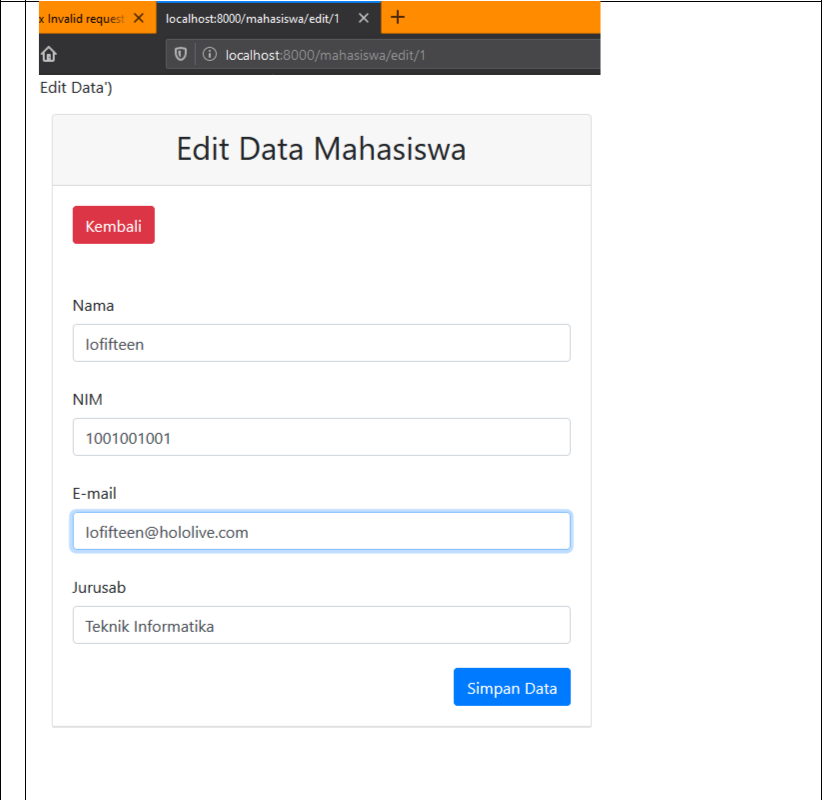 x Invalid request
localhost:8000/mahasiswa/edit/1
localhost:8000/mahasiswa/edit/1
Edit Data')
Edit Data Mahasiswa
Kembali
Nama
Iofifteen
NIM
1001001001
E-mail
Iofifteen@hololive.com
Jurusab
Teknik Informatika
Simpan Data